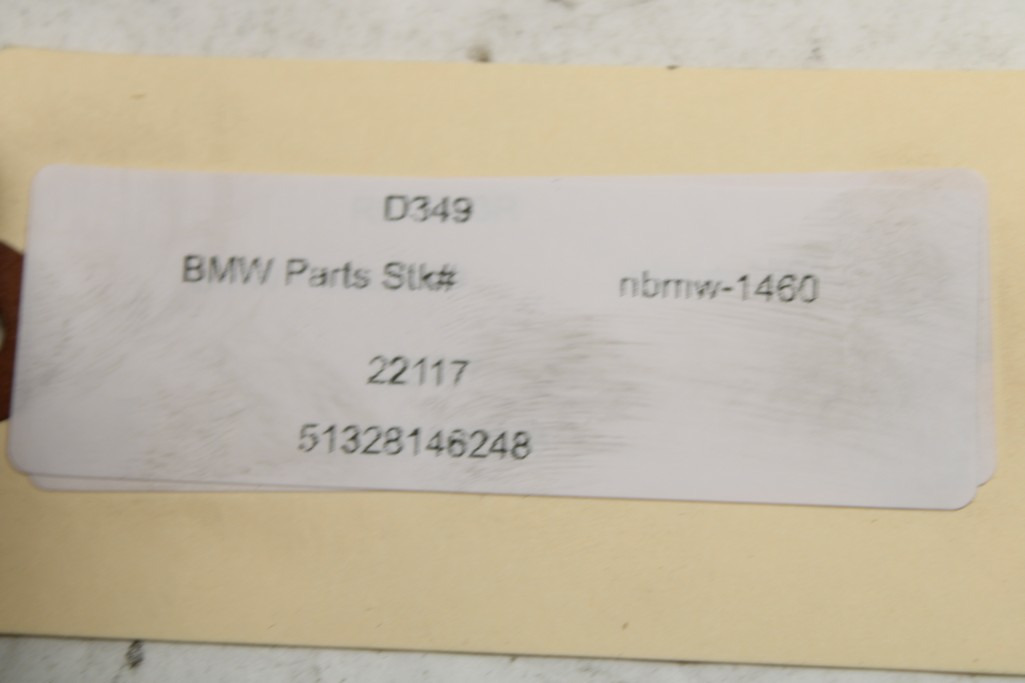 D349
BMW Parts Stk# nbmw-1460
22117
51328146248